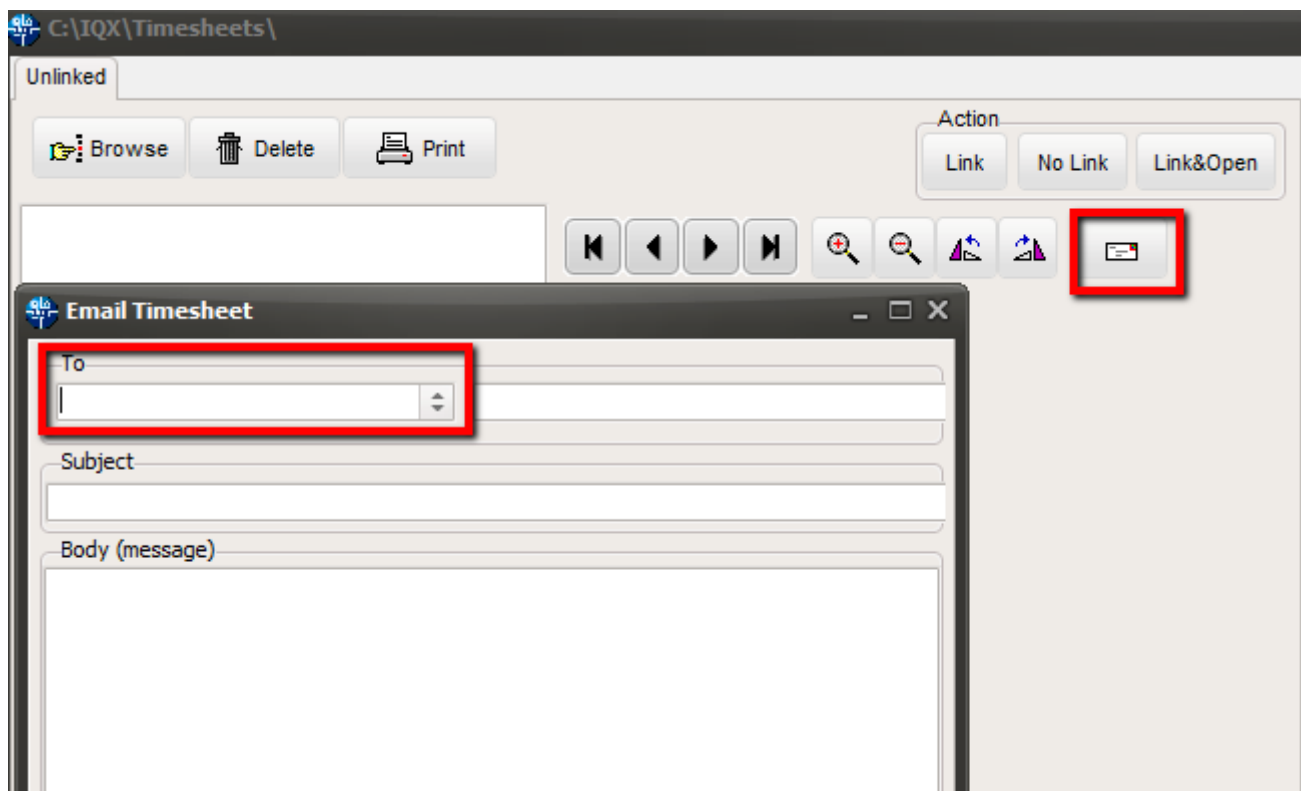 C:\IQX\Timesheets\
Unlinked
Browse Delete Print
Action
Link No Link Link&Open
Email Timesheet
To
Subject
Body (message)